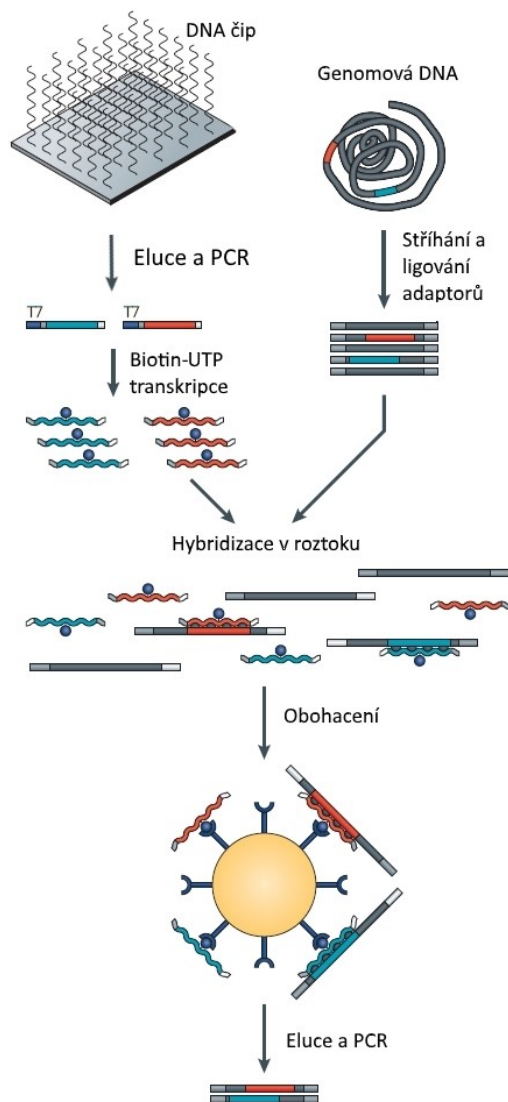 DNA čip
Genomová DNA
Eluce a PCR
Stříhání a
ligování
adaptorů
T7
T7
Biotin-UTP
transkripce
Hybridizace v roztoku
Obohacení
Eluce a PCR